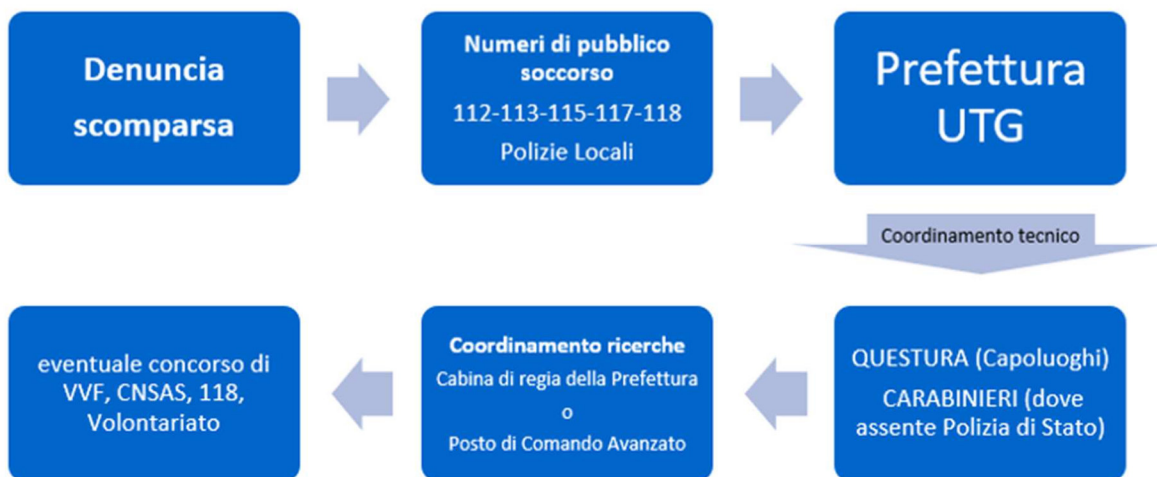 Denuncia
scomparsa
Numeri di pubblico
soccorso
112-113-115-117-118
Polizie Locali
Prefettura
UTG
Coordinamento tecnico
QUESTURA (Capoluoghi)
CARABINIERI (dove
assente Polizia di Stato)
Coordinamento ricerche
Cabina di regia della Prefettura
o
Posto di Comando Avanzato
eventuale concorso di
VVF, CNSAS, 118,
Volontariato